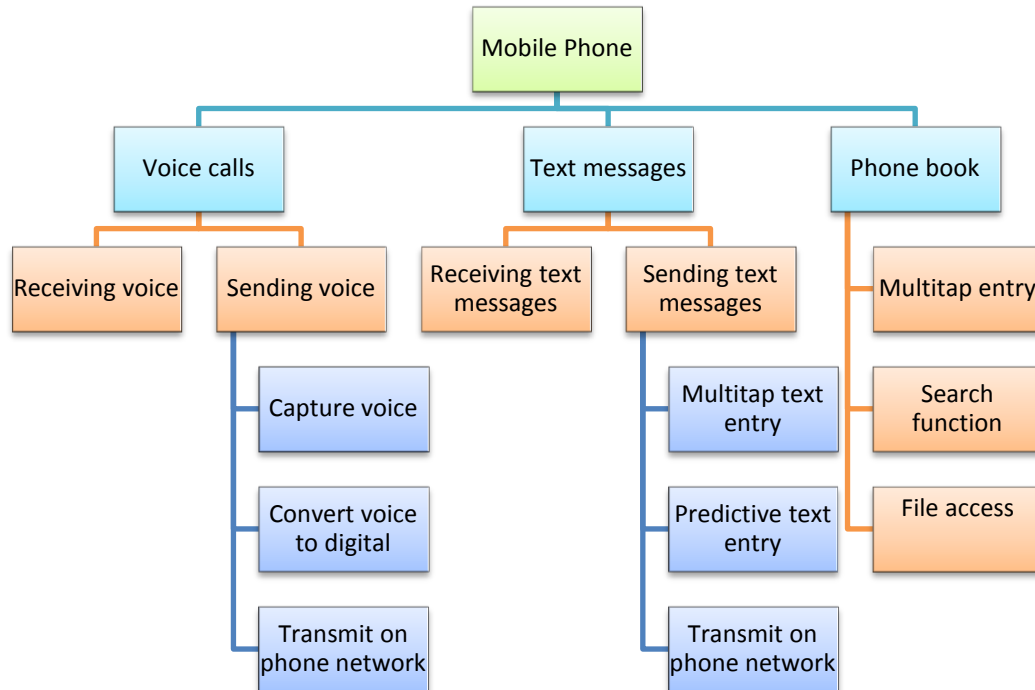 Mobile Phone
Voice calls
Text messages
Phone book
Receiving voice
Sending voice
Receiving text
messages
Sending text
messages
Multitap entry
Capture voice
Multitap text
entry
Search
function
Convert voice
to digital
Predictive text
entry
File access
Transmit on
phone network
Transmit on
phone network